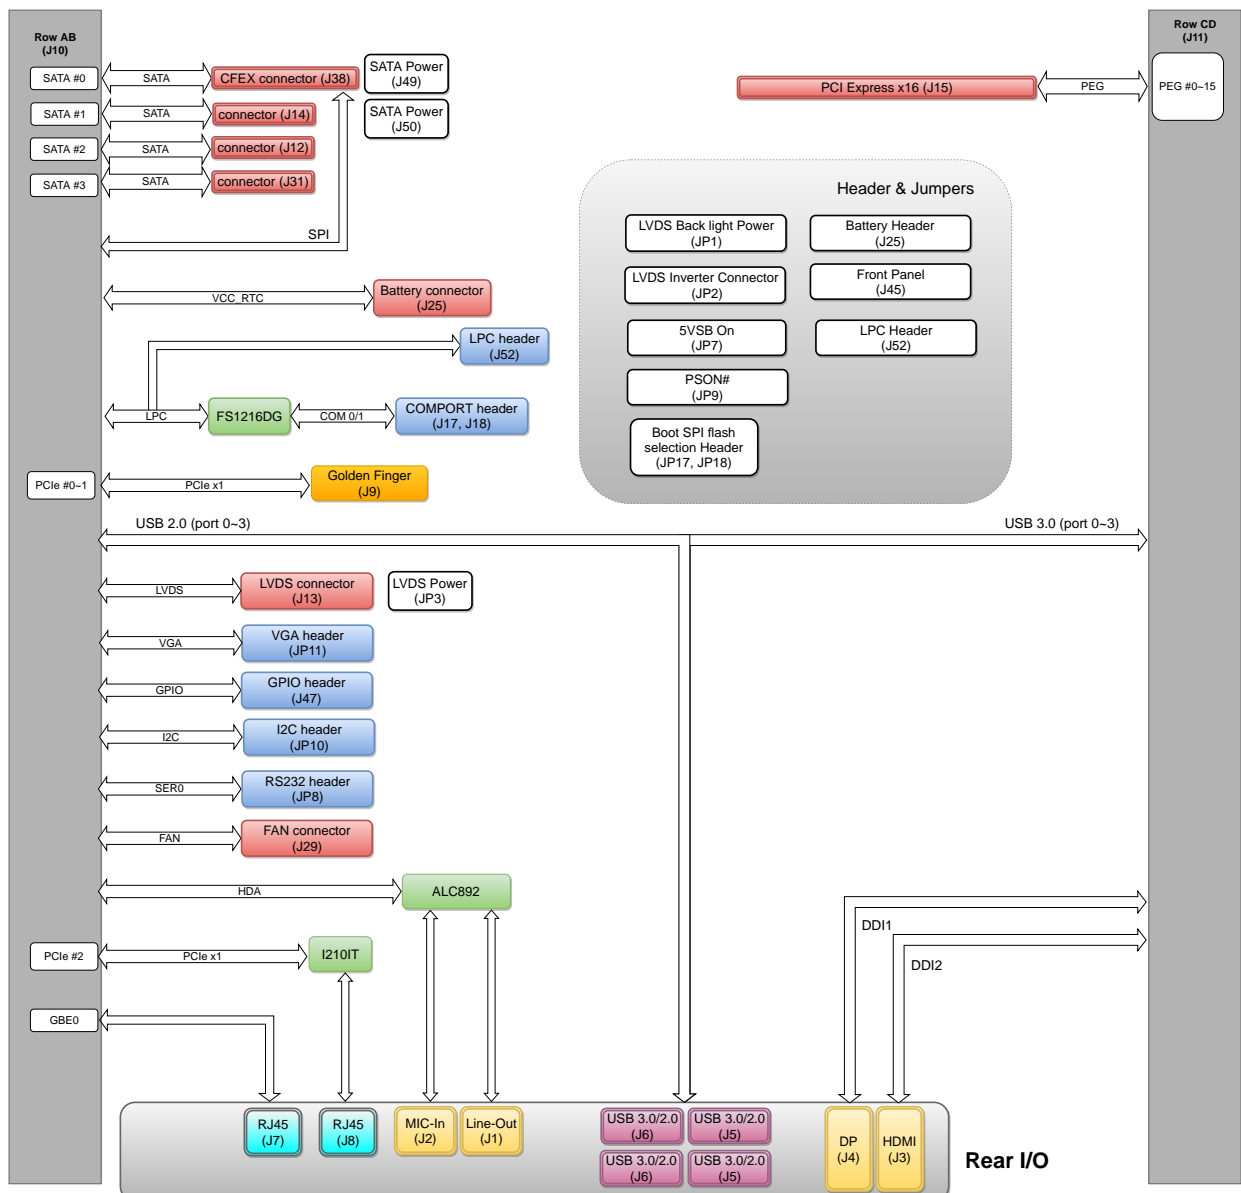 Row AB
(J10)
Row CD
(J11)
SATA #0
SATA
CFEX connector (J38)
SATA Power
(J49)
PCI Express x16 (J15)
PEG
PEG #0~15
SATA #1
SATA
connector (J14)
SATA Power
(J50)
SATA #2
SATA
connector (J12)
SATA #3
SATA
connector (J31)
SPI
Header & Jumpers
LVDS Back light Power
(JP1)
Battery Header
(J25)
LVDS Inverter Connector
(JP2)
Front Panel
(J45)
5VSB On
(JP7)
LPC Header
(J52)
PSON#
(JP9)
Boot SPI flash
selection Header
(JP17, JP18)
VCC_RTC
Battery connector
(J25)
LPC header
(J52)
LPC
FS1216DG
COM 0/1
COMPORT header
(J17, J18)
PCIe #0~1
PCIe x1
Golden Finger
(J9)
USB 2.0 (port 0~3)
USB 3.0 (port 0~3)
LVDS
LVDS connector
(J13)
LVDS Power
(JP3)
VGA
VGA header
(JP11)
GPIO
GPIO header
(J47)
I2C
I2C header
(JP10)
SER0
RS232 header
(JP8)
FAN
FAN connector
(J29)
HDA
ALC892
DDI1
DDI2
PCIe #2
PCIe x1
I210IT
GBE0
RJ45
(J7)
RJ45
(J8)
MIC-In
(J2)
Line-Out
(J1)
USB 3.0/2.0
(J6)
USB 3.0/2.0
(J5)
USB 3.0/2.0
(J6)
USB 3.0/2.0
(J5)
DP
(J4)
HDMI
(J3)
Rear I/O